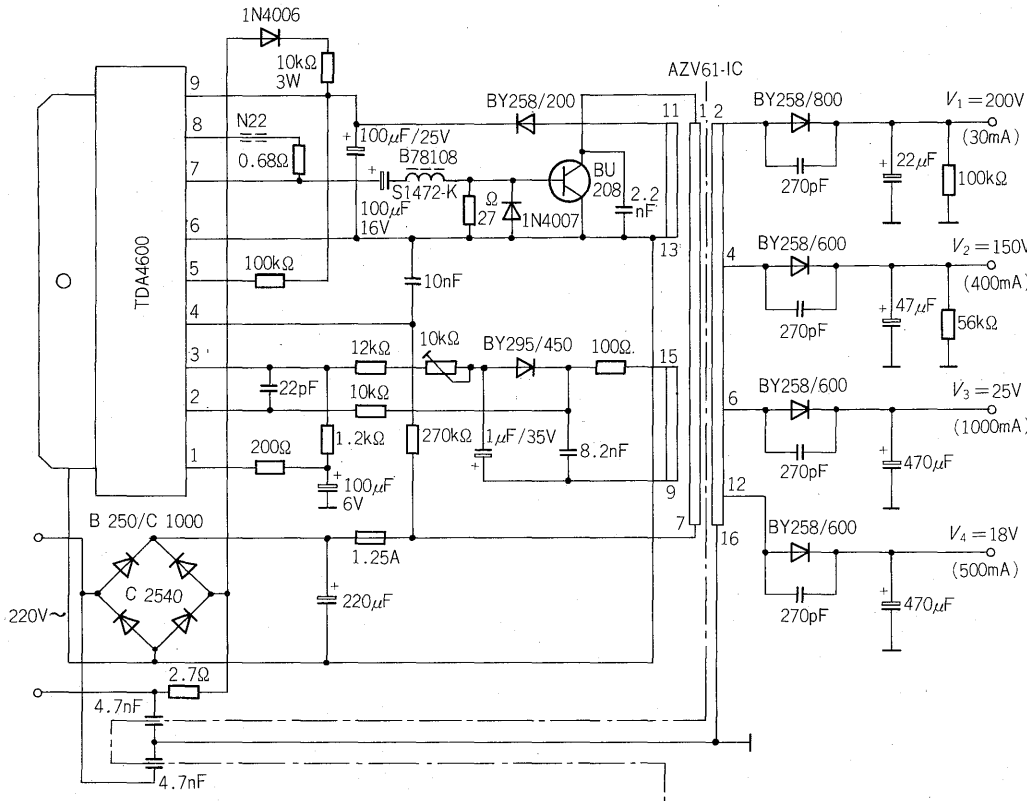 1N4006
10kΩ
3W
AZV61-IC
9
BY258/200
11
1
2
BY258/800
V₁=200V
(30mA)
8
N22
0.68Ω
+
100μF/25V
+
B78108
S1472-K
7
100μF
16V
Ω
27
1N4007
BU
208
2.2
nF
270pF
+
22μF
100kΩ
TDA4600
6
13
BY258/600
V₂=150V
(400mA)
5
100kΩ
10nF
4
4
270pF
+
47μF
56kΩ
3
12kΩ
10kΩ
BY295/450
100Ω
15
BY258/600
V₃=25V
(1000mA)
22pF
2
10kΩ
6
1.2kΩ
270kΩ
1μF/35V
+
8.2nF
270pF
+
470μF
1
200Ω
+
100μF
6V
9
12
B 250/C 1000
7
16
BY258/600
V₄=18V
(500mA)
1.25A
C 2540
+
220μF
270pF
+
470μF
220V~
2.7Ω
4.7nF
4.7nF